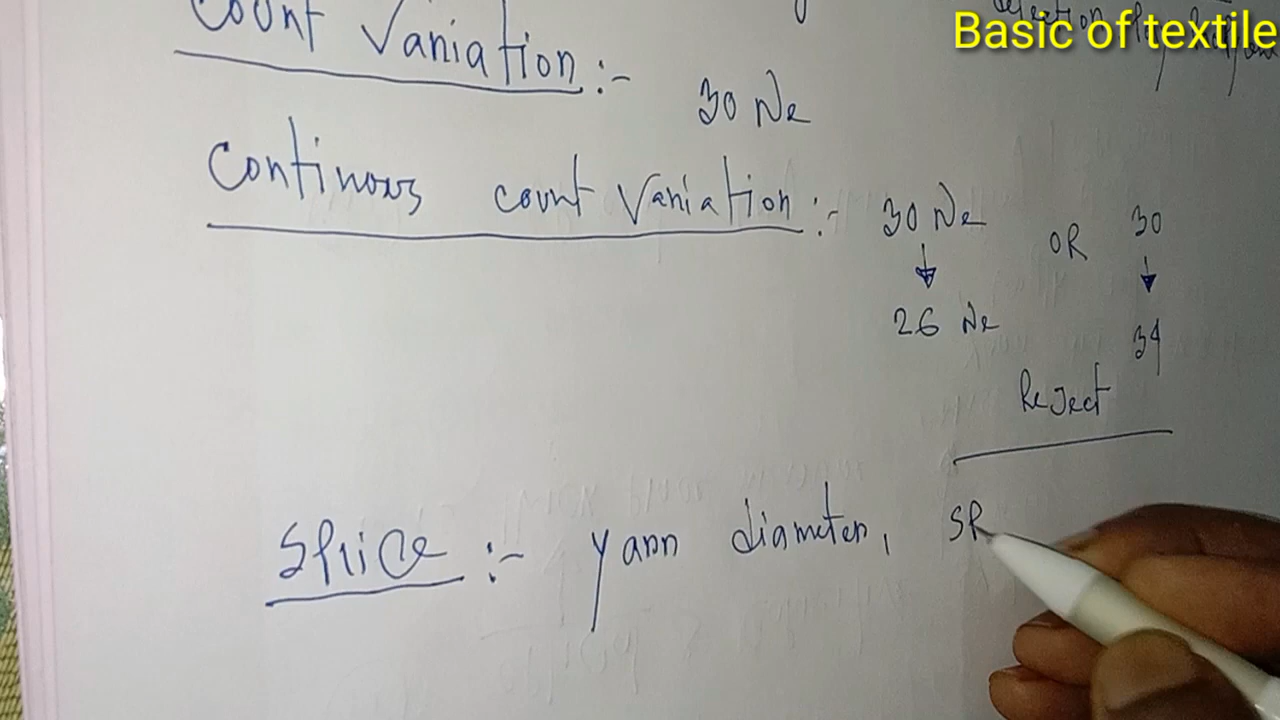 Basic of textile
Count Variation :-
30 Ne
Continous count Variation :- 30 Ne OR 30
26 Ne 34
Reject
Splice :- Yarn diameter, SP